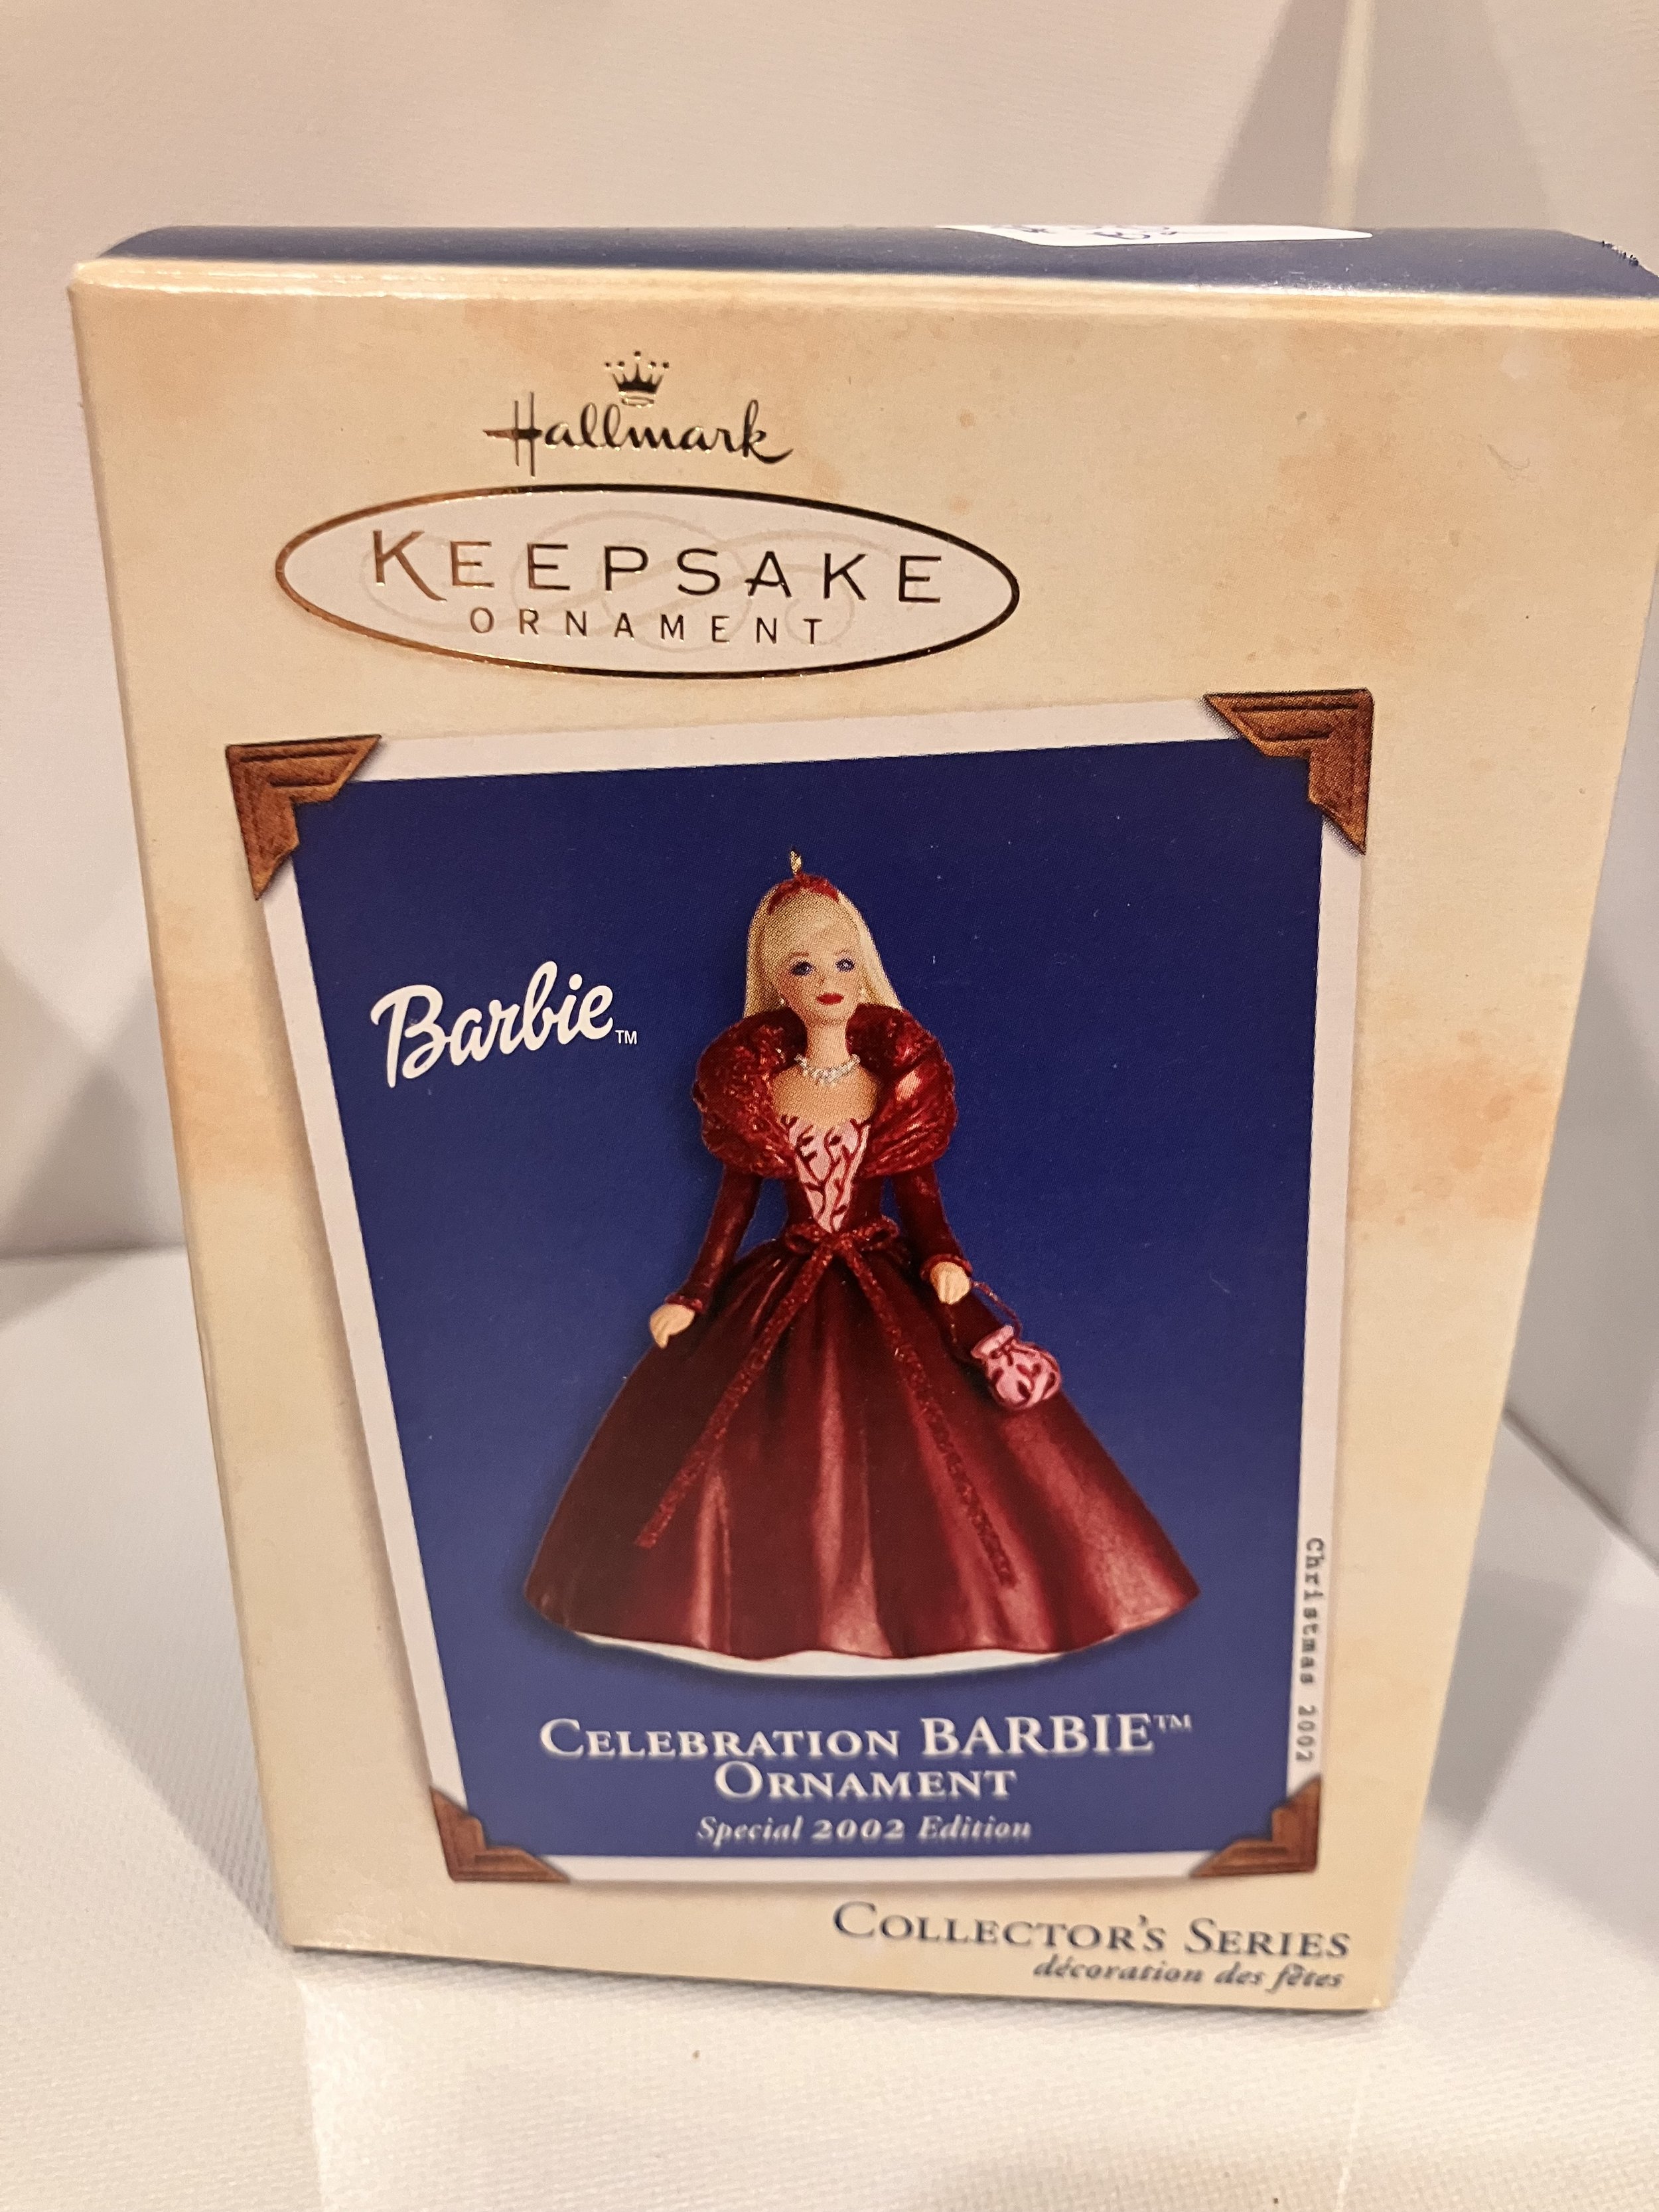 Hallmark
KEEPSAKE
ORNAMENT
Barbie™
CELEBRATION BARBIE™
ORNAMENT
Special 2002 Edition
Christmas 2002
COLLECTOR'S SERIES
décoration des fêtes